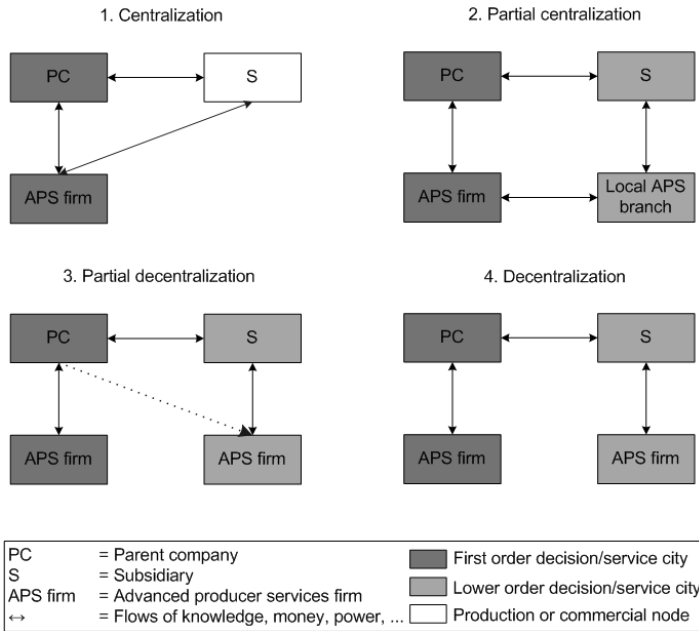 1. Centralization
2. Partial centralization
PC
S
PC
S
APS firm
APS firm
Local APS
branch
3. Partial decentralization
4. Decentralization
PC
S
PC
S
APS firm
APS firm
APS firm
APS firm
PC = Parent company
S = Subsidiary
APS firm = Advanced producer services firm
↔ = Flows of knowledge, money, power, ...
First order decision/service city
Lower order decision/service city
Production or commercial node